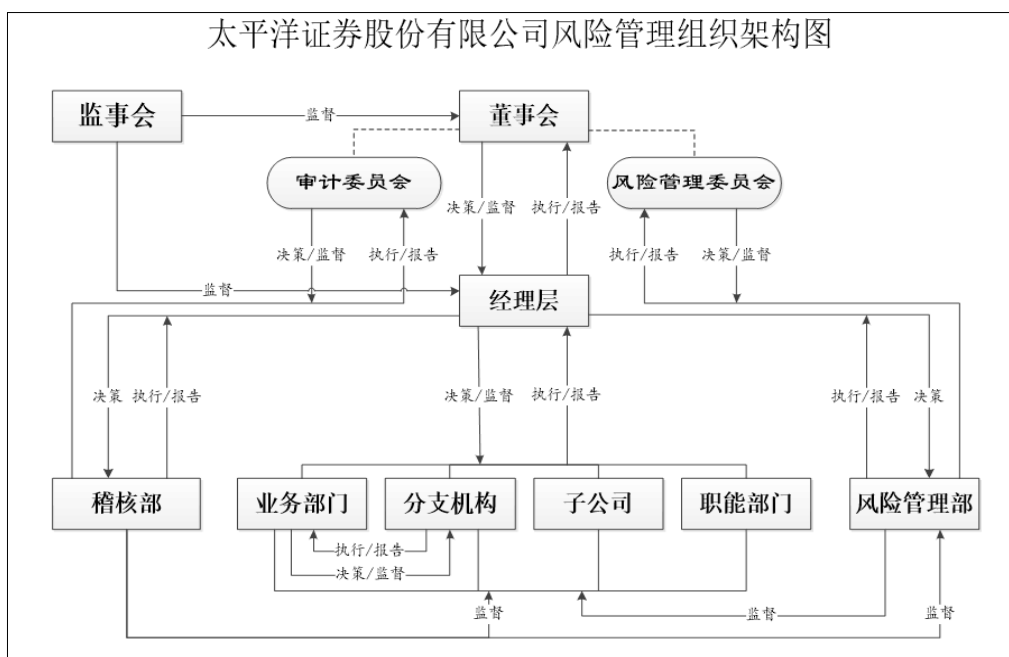 太平洋证券股份有限公司风险管理组织架构图
监事会
监督
董事会
审计委员会
风险管理委员会
决策/监督
执行/报告
决策/监督
执行/报告
执行/报告
决策/监督
监督
经理层
决策
执行/报告
决策/监督
执行/报告
执行/报告
决策
稽核部
业务部门
分支机构
子公司
职能部门
风险管理部
执行/报告
决策/监督
监督
监督
监督